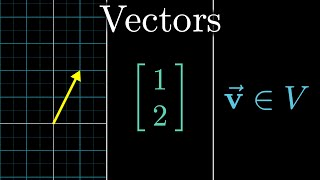 Vectors
[1
2]
v⃗ ∈ V